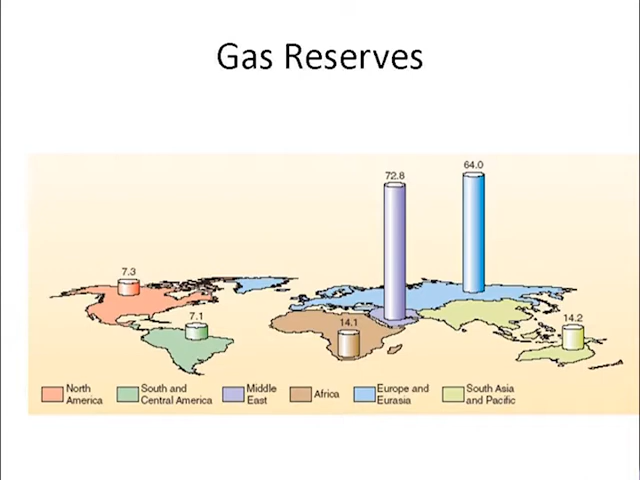 Gas Reserves
64.0
72.8
7.3
7.1
14.1
14.2
North
America
South and
Central America
Middle
East
Africa
Europe and
Eurasia
South Asia
and Pacific